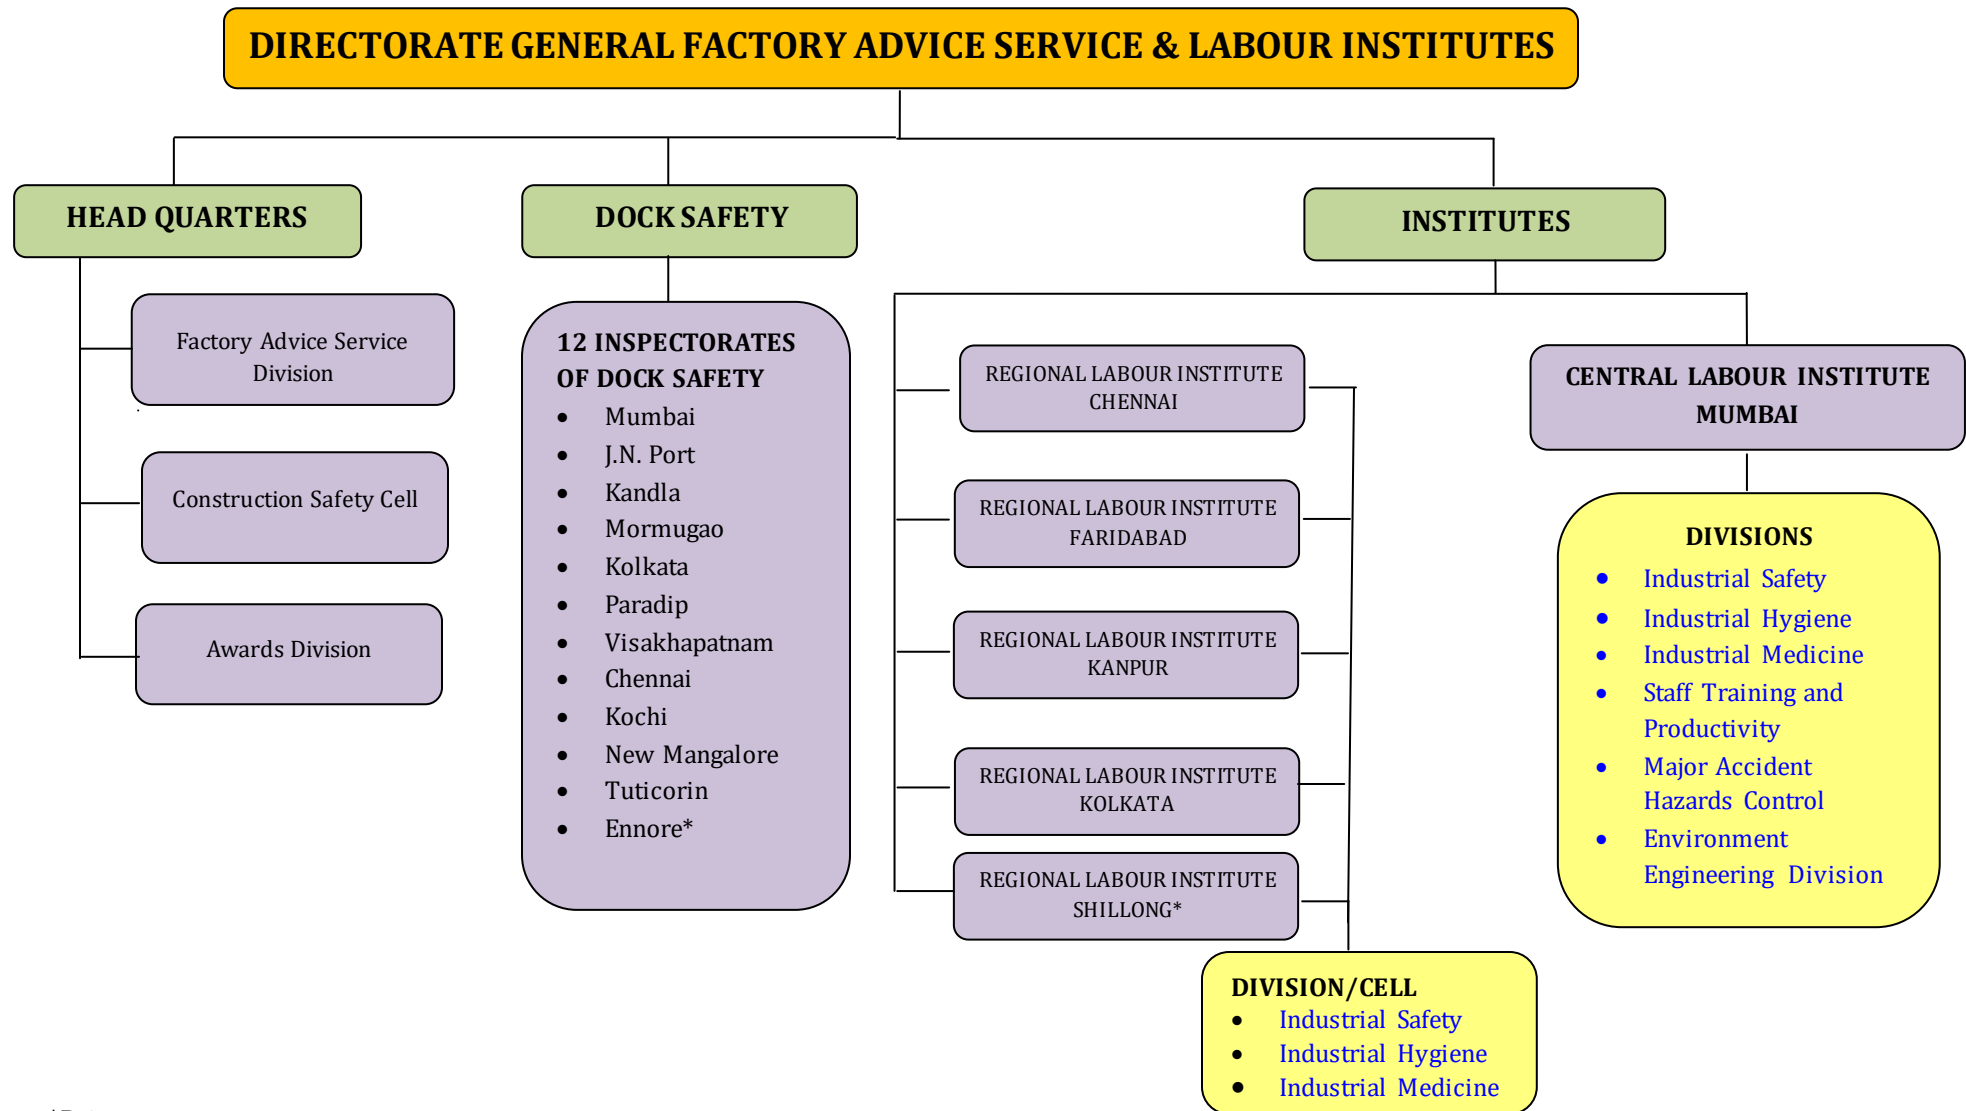 DIRECTORATE GENERAL FACTORY ADVICE SERVICE & LABOUR INSTITUTES
HEAD QUARTERS
Factory Advice Service
Division
Construction Safety Cell
Awards Division
DOCK SAFETY
12 INSPECTORATES
OF DOCK SAFETY
• Mumbai
• J.N. Port
• Kandla
• Mormugao
• Kolkata
• Paradip
• Visakhapatnam
• Chennai
• Kochi
• New Mangalore
• Tuticorin
• Ennore*
INSTITUTES
REGIONAL LABOUR INSTITUTE
CHENNAI
REGIONAL LABOUR INSTITUTE
FARIDABAD
REGIONAL LABOUR INSTITUTE
KANPUR
REGIONAL LABOUR INSTITUTE
KOLKATA
REGIONAL LABOUR INSTITUTE
SHILLONG*
DIVISION/CELL
• Industrial Safety
• Industrial Hygiene
• Industrial Medicine
CENTRAL LABOUR INSTITUTE
MUMBAI
DIVISIONS
• Industrial Safety
• Industrial Hygiene
• Industrial Medicine
• Staff Training and
Productivity
• Major Accident
Hazards Control
• Environment
Engineering Division